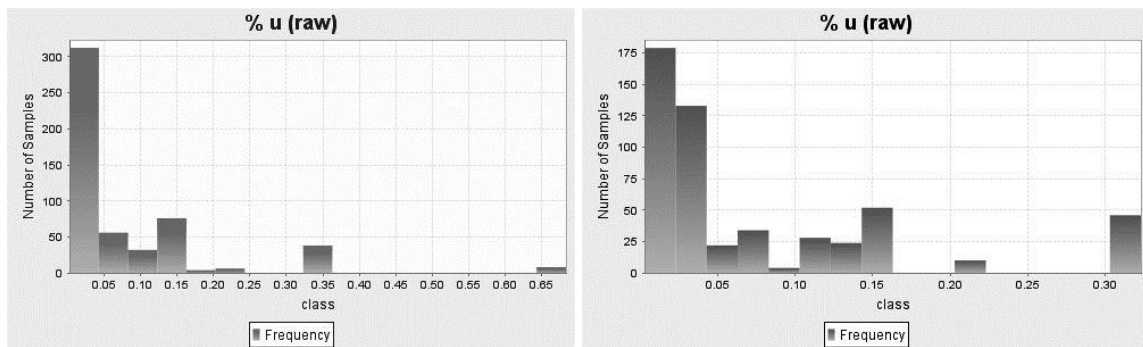 % u (raw)
300
250
200
150
100
50
0
Number of Samples
0.05 0.10 0.15 0.20 0.25 0.30 0.35 0.40 0.45 0.50 0.55 0.60 0.65
class
Frequency
% u (raw)
175
150
125
100
75
50
25
0
Number of Samples
0.05 0.10 0.15 0.20 0.25 0.30
class
Frequency